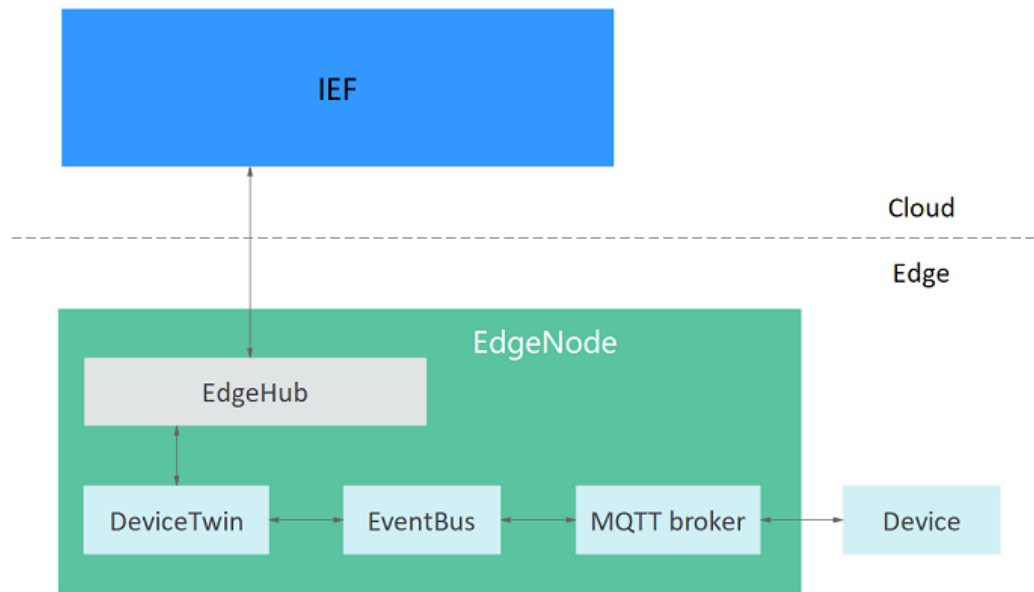 IEF
Cloud
Edge
EdgeNode
EdgeHub
DeviceTwin
EventBus
MQTT broker
Device